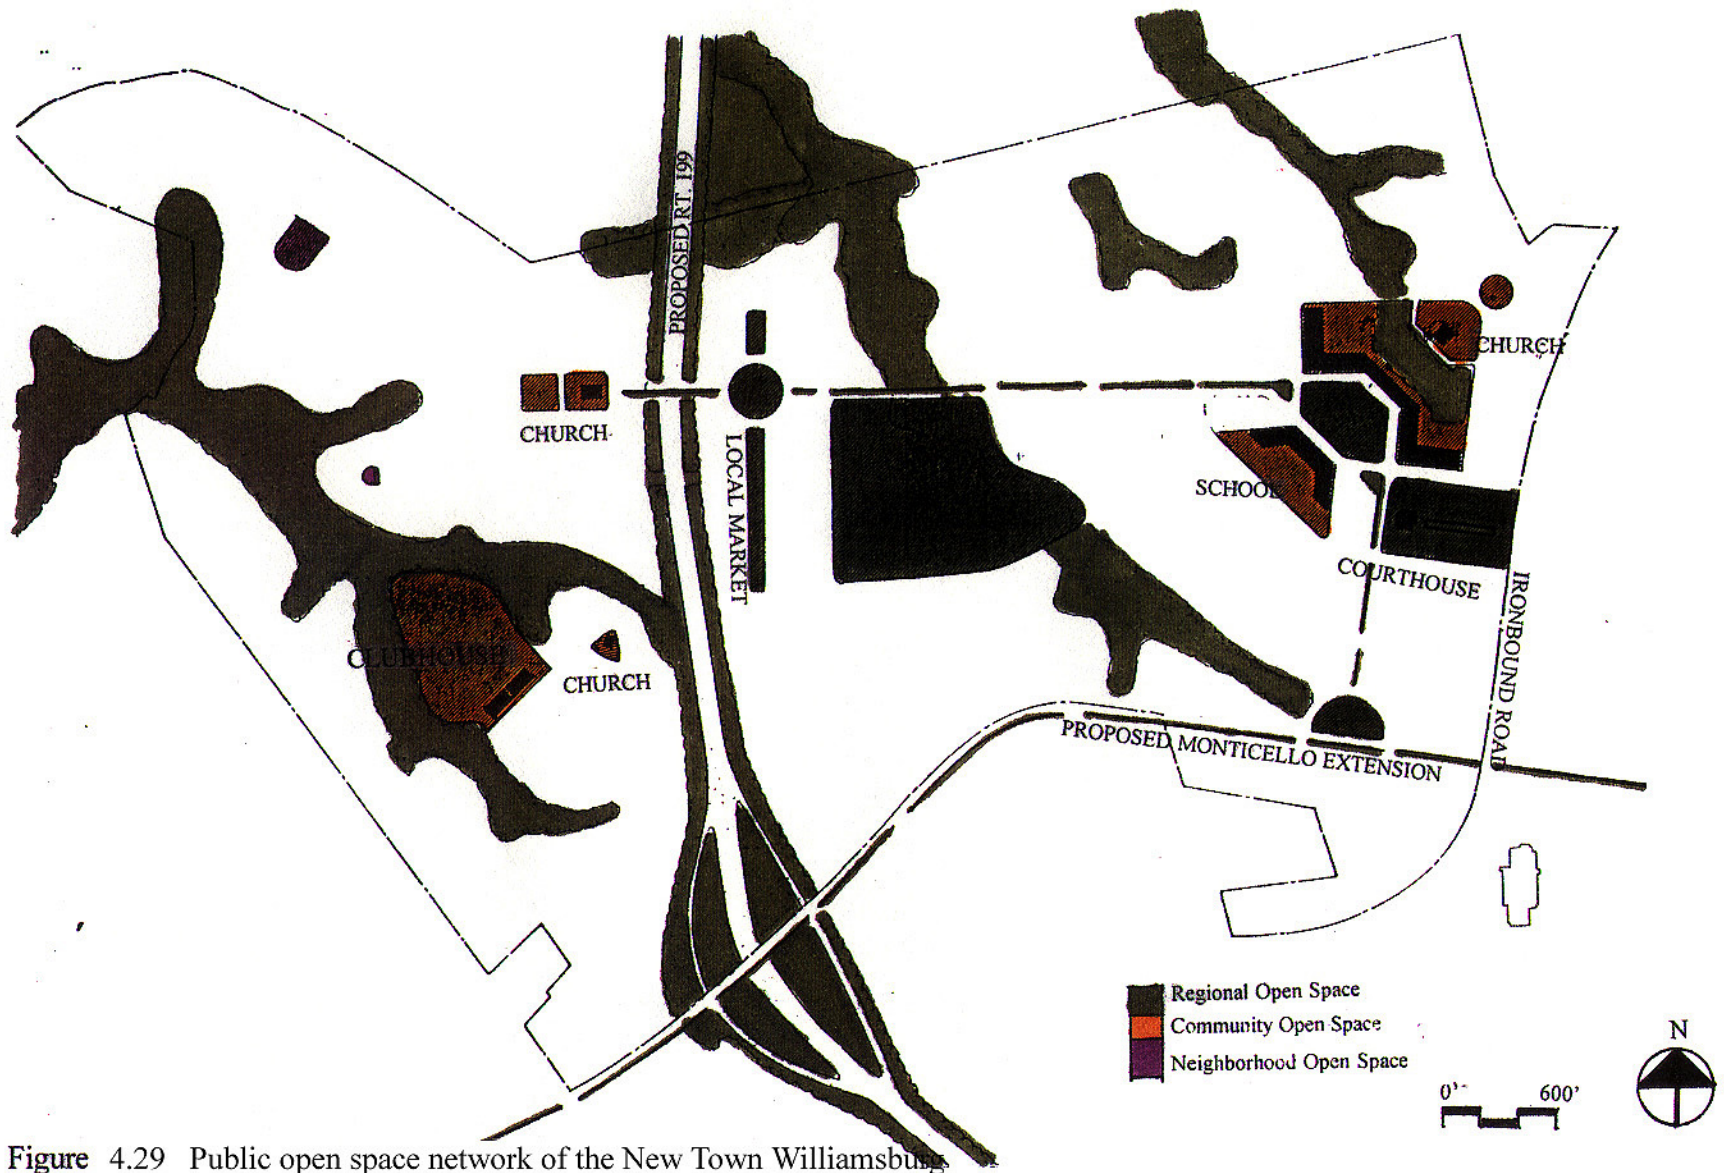 PROPOSED RT. 199
CHURCH
CHURCH
LOCAL MARKET
SCHOOL
COURTHOUSE
IRONBOUND ROAD
CLUBHOUSE
CHURCH
PROPOSED MONTICELLO EXTENSION
Regional Open Space
Community Open Space
Neighborhood Open Space
N
0' 600'
Figure 4.29 Public open space network of the New Town Williamsburg